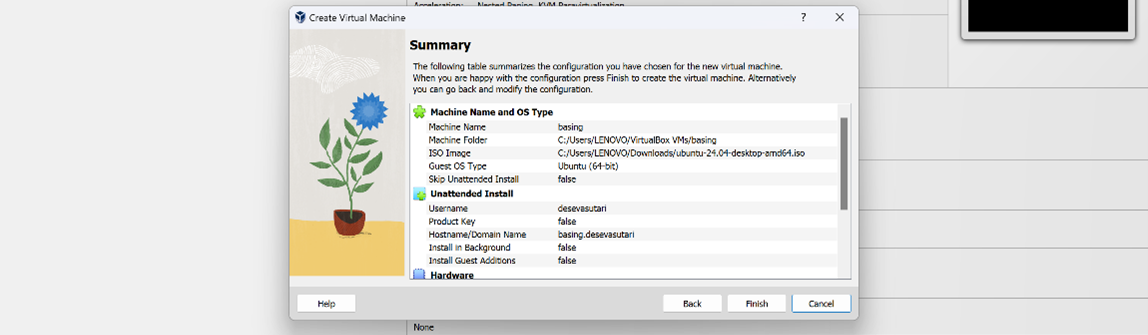 Acceleration: Nested Paging, KVM Paravirtualization
Create Virtual Machine
?
Summary
The following table summarizes the configuration you have chosen for the new virtual machine.
When you are happy with the configuration press Finish to create the virtual machine. Alternatively
you can go back and modify the configuration.
Machine Name and OS Type
Machine Name basing
Machine Folder C:/Users/LENOVO/VirtualBox VMs/basing
ISO Image C:/Users/LENOVO/Downloads/ubuntu-24.04-desktop-amd64.iso
Guest OS Type Ubuntu (64-bit)
Skip Unattended Install false
Unattended Install
Username desevasutari
Product Key false
Hostname/Domain Name basing.desevasutari
Install in Background false
Install Guest Additions false
Hardware
Help Back Finish Cancel
None